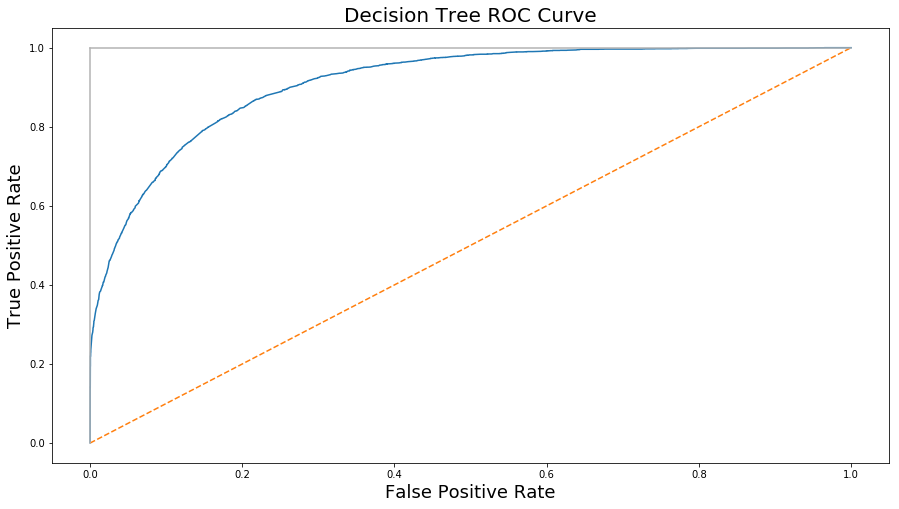 Decision Tree ROC Curve
True Positive Rate
1.0
0.8
0.6
0.4
0.2
0.0
0.0 0.2 0.4 0.6 0.8 1.0
False Positive Rate